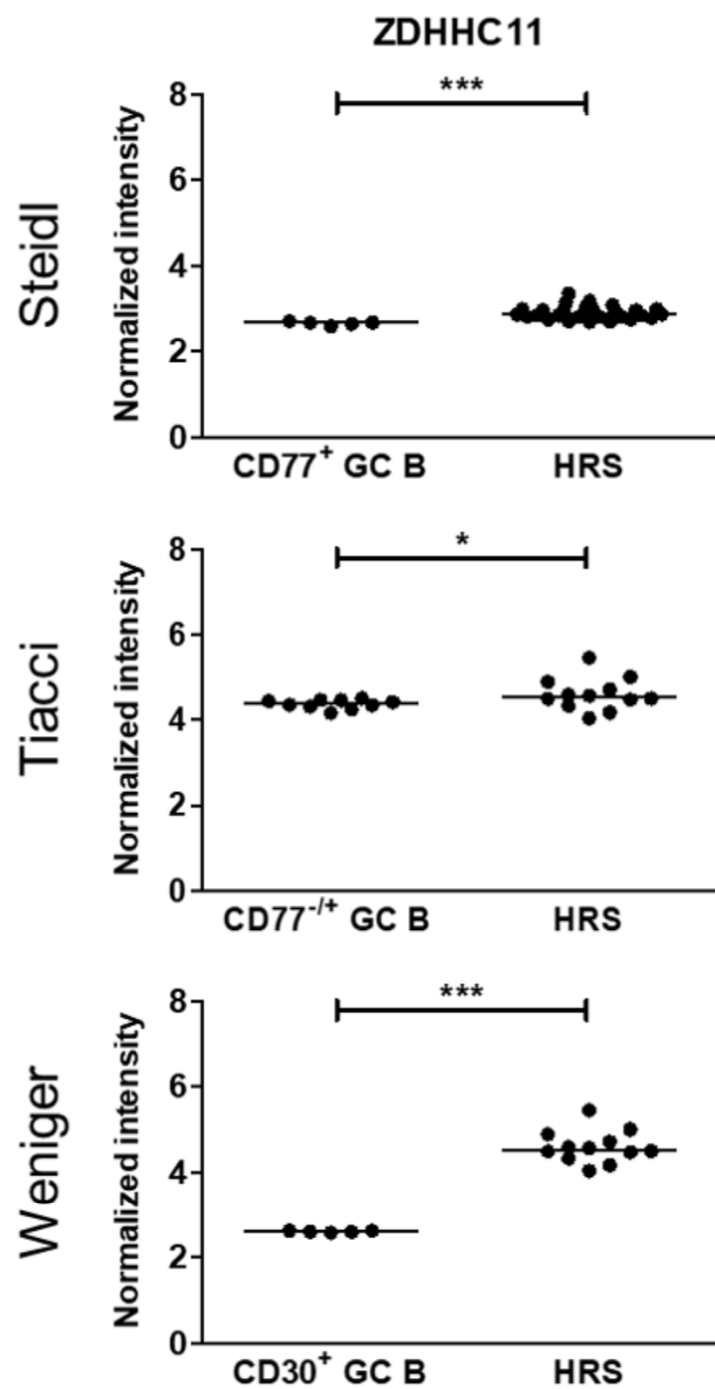 ZDHHC11
Steidl
Normalized intensity
***
8
6
4
2
0
CD77+ GC B
HRS
Tiacci
Normalized intensity
*
8
6
4
2
0
CD77-/+ GC B
HRS
Weniger
Normalized intensity
***
8
6
4
2
0
CD30+ GC B
HRS